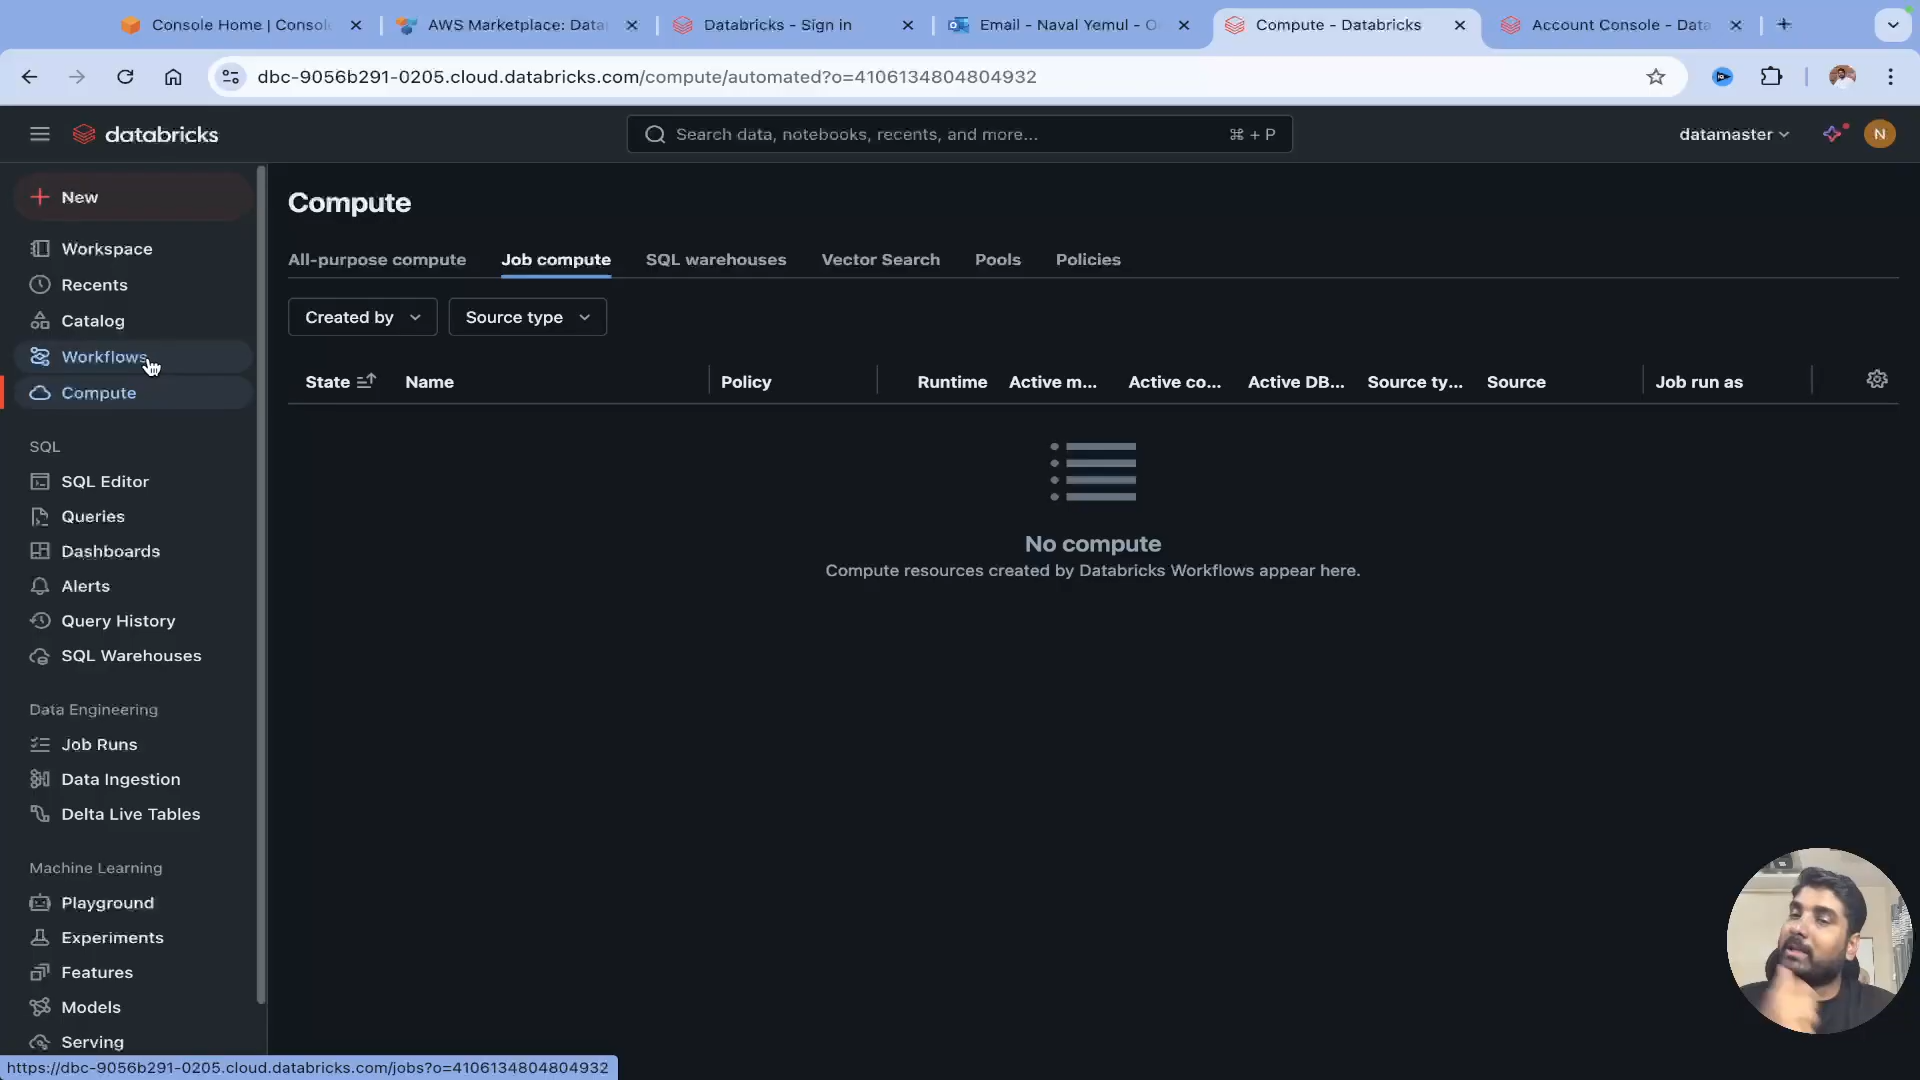 Console Home | Consol
AWS Marketplace: Data
Databricks - Sign in
Email - Naval Yemul - O
Compute - Databricks
Account Console - Data
dbc-9056b291-0205.cloud.databricks.com/compute/automated?o=4106134804804932
databricks
Search data, notebooks, recents, and more...
⌘ + P
datamaster
N
New
Workspace
Recents
Catalog
Workflows
Compute
SQL
SQL Editor
Queries
Dashboards
Alerts
Query History
SQL Warehouses
Data Engineering
Job Runs
Data Ingestion
Delta Live Tables
Machine Learning
Playground
Experiments
Features
Models
Serving
Compute
All-purpose compute Job compute SQL warehouses Vector Search Pools Policies
Created by Source type
State Name Policy Runtime Active m... Active co... Active DB... Source ty... Source Job run as
No compute
Compute resources created by Databricks Workflows appear here.
https://dbc-9056b291-0205.cloud.databricks.com/jobs?o=4106134804804932